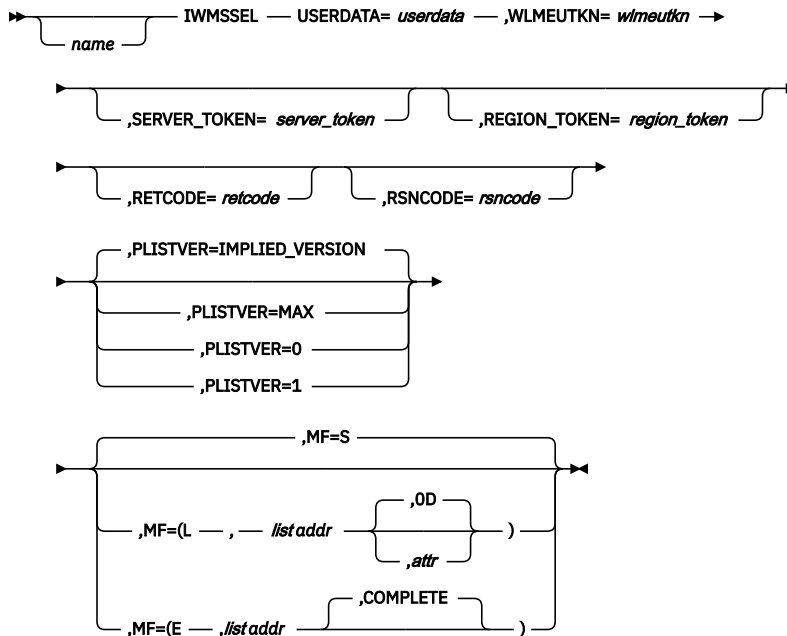 IWMSSEL USERDATA= userdata ,WLMEUTKN= wlmeutkn
name
,SERVER_TOKEN= server_token ,REGION_TOKEN= region_token
,RETCODE= retcode ,RSNCODE= rsncode
,PLISTVER=IMPLIED_VERSION
,PLISTVER=MAX
,PLISTVER=0
,PLISTVER=1
,MF=S
,0D
,MF=(L , list addr )
,attr
,COMPLETE
,MF=(E ,list addr )